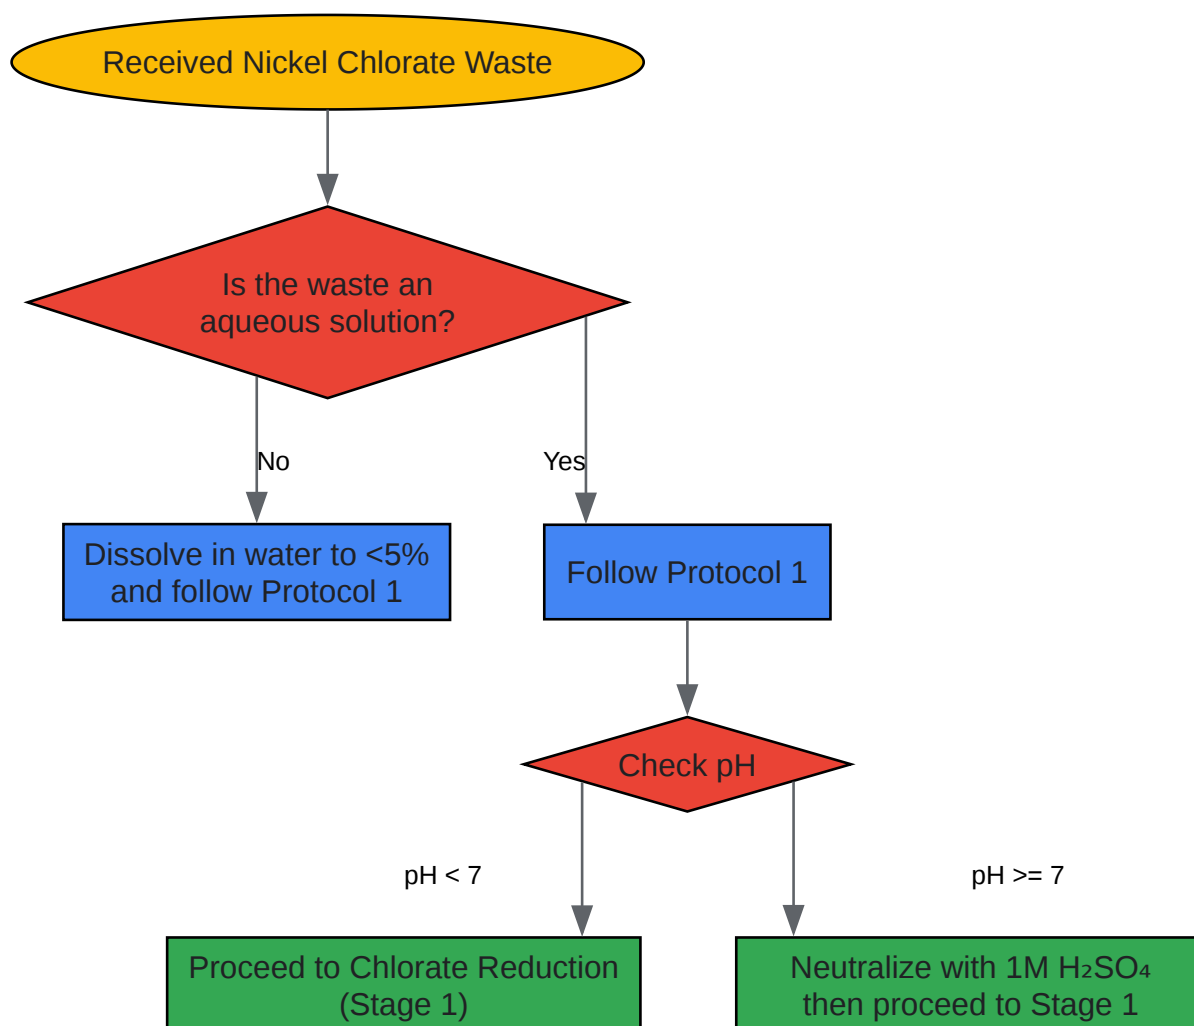 Received Nickel Chlorate Waste
Is the waste an
aqueous solution?
No
Yes
Dissolve in water to <5%
and follow Protocol 1
Follow Protocol 1
Check pH
pH < 7
pH >= 7
Proceed to Chlorate Reduction
(Stage 1)
Neutralize with 1M H₂SO₄
then proceed to Stage 1